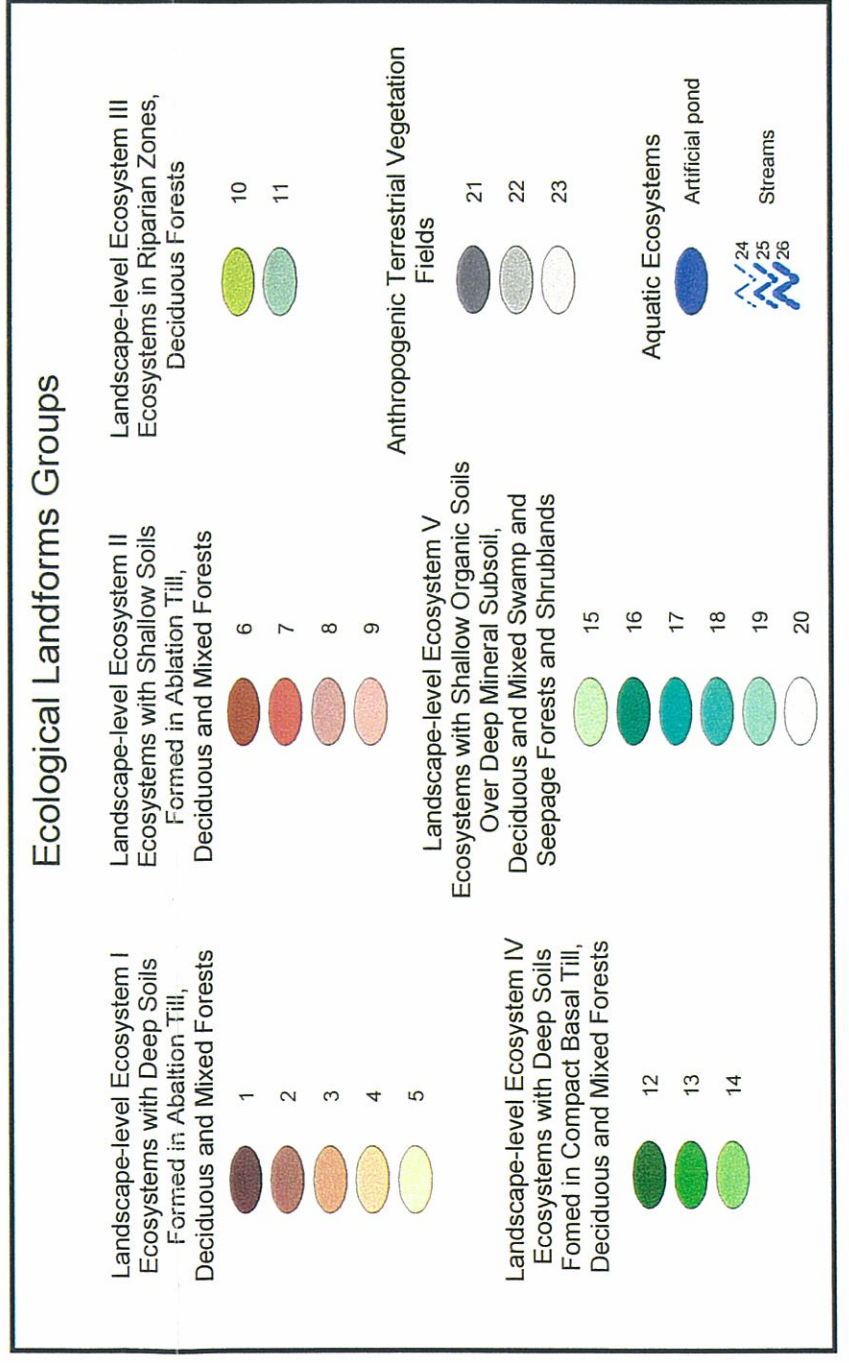 Ecological Landforms Groups
Landscape-level Ecosystem I
Ecosystems with Deep Soils
Formed in Abaltion Till,
Deciduous and Mixed Forests
1
2
3
4
5
Landscape-level Ecosystem II
Ecosystems with Shallow Soils
Formed in Ablation Till,
Deciduous and Mixed Forests
6
7
8
9
Landscape-level Ecosystem III
Ecosystems in Riparian Zones,
Deciduous Forests
10
11
Landscape-level Ecosystem IV
Ecosystems with Deep Soils
Fomed in Compact Basal Till,
Deciduous and Mixed Forests
12
13
14
Landscape-level Ecosystem V
Ecosystems with Shallow Organic Soils
Over Deep Mineral Subsoil,
Deciduous and Mixed Swamp and
Seepage Forests and Shrublands
15
16
17
18
19
20
Anthropogenic Terrestrial Vegetation
Fields
21
22
23
Aquatic Ecosystems
Artificial pond
24
25
26
Streams